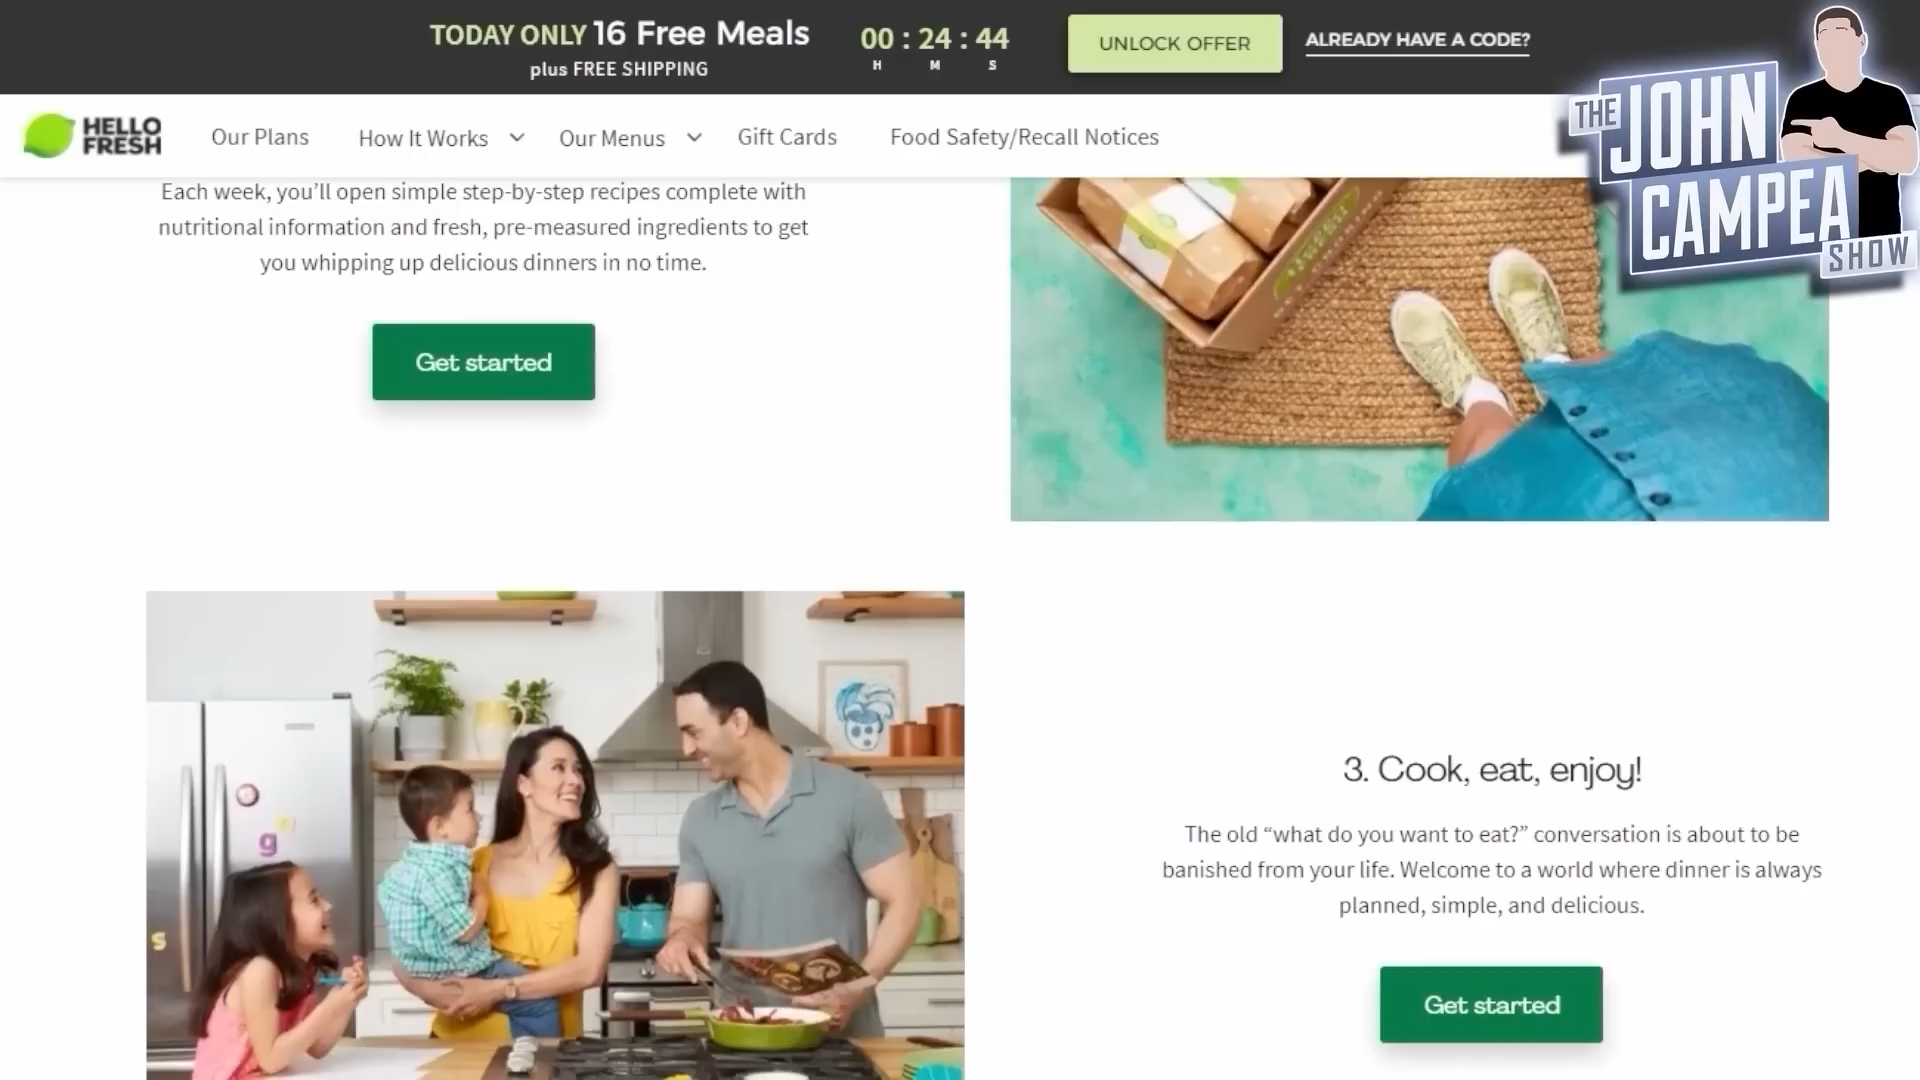 TODAY ONLY 16 Free Meals
plus FREE SHIPPING
00 : 24 : 44
H M S
UNLOCK OFFER
ALREADY HAVE A CODE?
THE
JOHN
CAMPEA
SHOW
HELLO
FRESH
Our Plans
How It Works
Our Menus
Gift Cards
Food Safety/Recall Notices
Each week, you’ll open simple step-by-step recipes complete with
nutritional information and fresh, pre-measured ingredients to get
you whipping up delicious dinners in no time.
Get started
g
s
3. Cook, eat, enjoy!
The old “what do you want to eat?” conversation is about to be
banished from your life. Welcome to a world where dinner is always
planned, simple, and delicious.
Get started